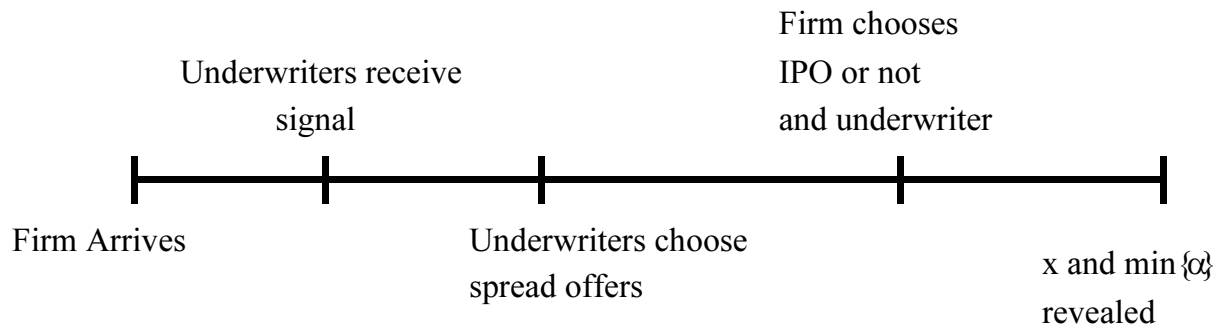 Firm Arrives
Underwriters receive
signal
Underwriters choose
spread offers
Firm chooses
IPO or not
and underwriter
x and min{α}
revealed